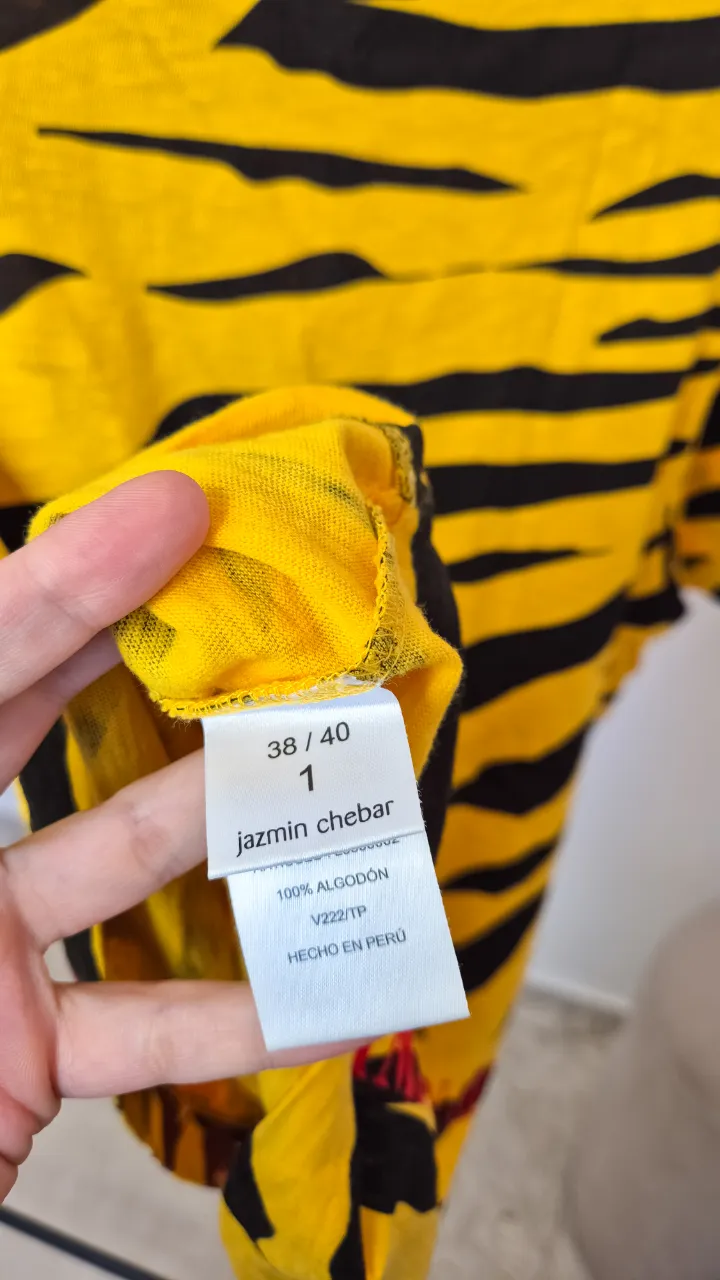 38 / 40
1
jazmin chebar
100% ALGODÓN
V222/TP
HECHO EN PERÚ